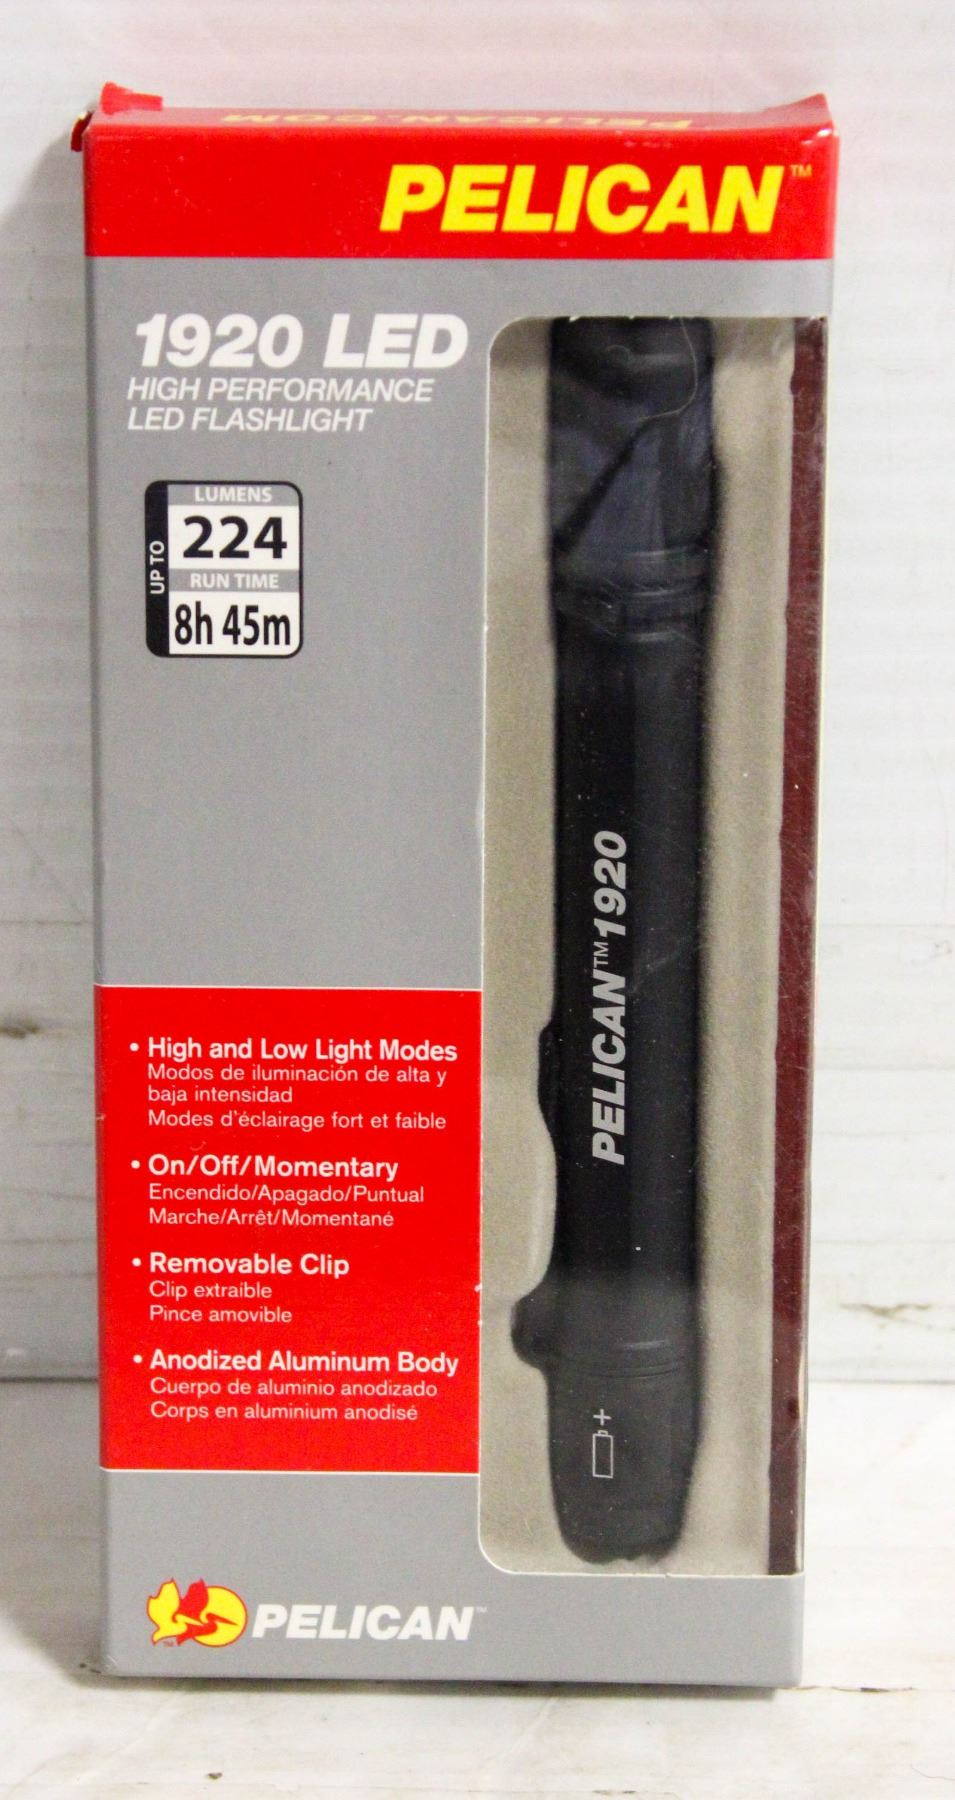 PELICAN.COM
PELICAN
PELICAN™
1920 LED
HIGH PERFORMANCE
LED FLASHLIGHT
UP TO
LUMENS
224
RUN TIME
8h 45m
PELICAN™ 1920
+
• High and Low Light Modes
Modos de iluminación de alta y
baja intensidad
Modes d'éclairage fort et faible
• On/Off/Momentary
Encendido/Apagado/Puntual
Marche/Arrêt/Momentané
• Removable Clip
Clip extraíble
Pince amovible
• Anodized Aluminum Body
Cuerpo de aluminio anodizado
Corps en aluminium anodisé
TM
PELICAN™